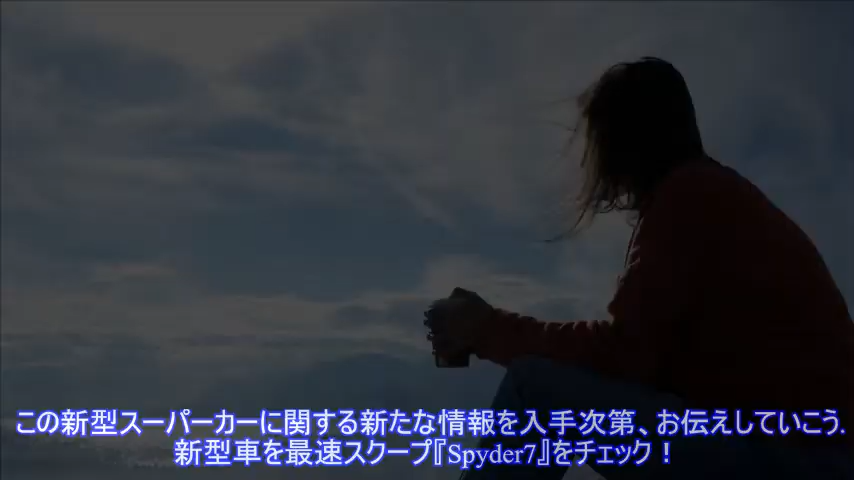 この新型スーパーカーに関する新たな情報を入手次第、お伝えしていこう.
新型車を最速スクープ『Spyder7』をチェック！